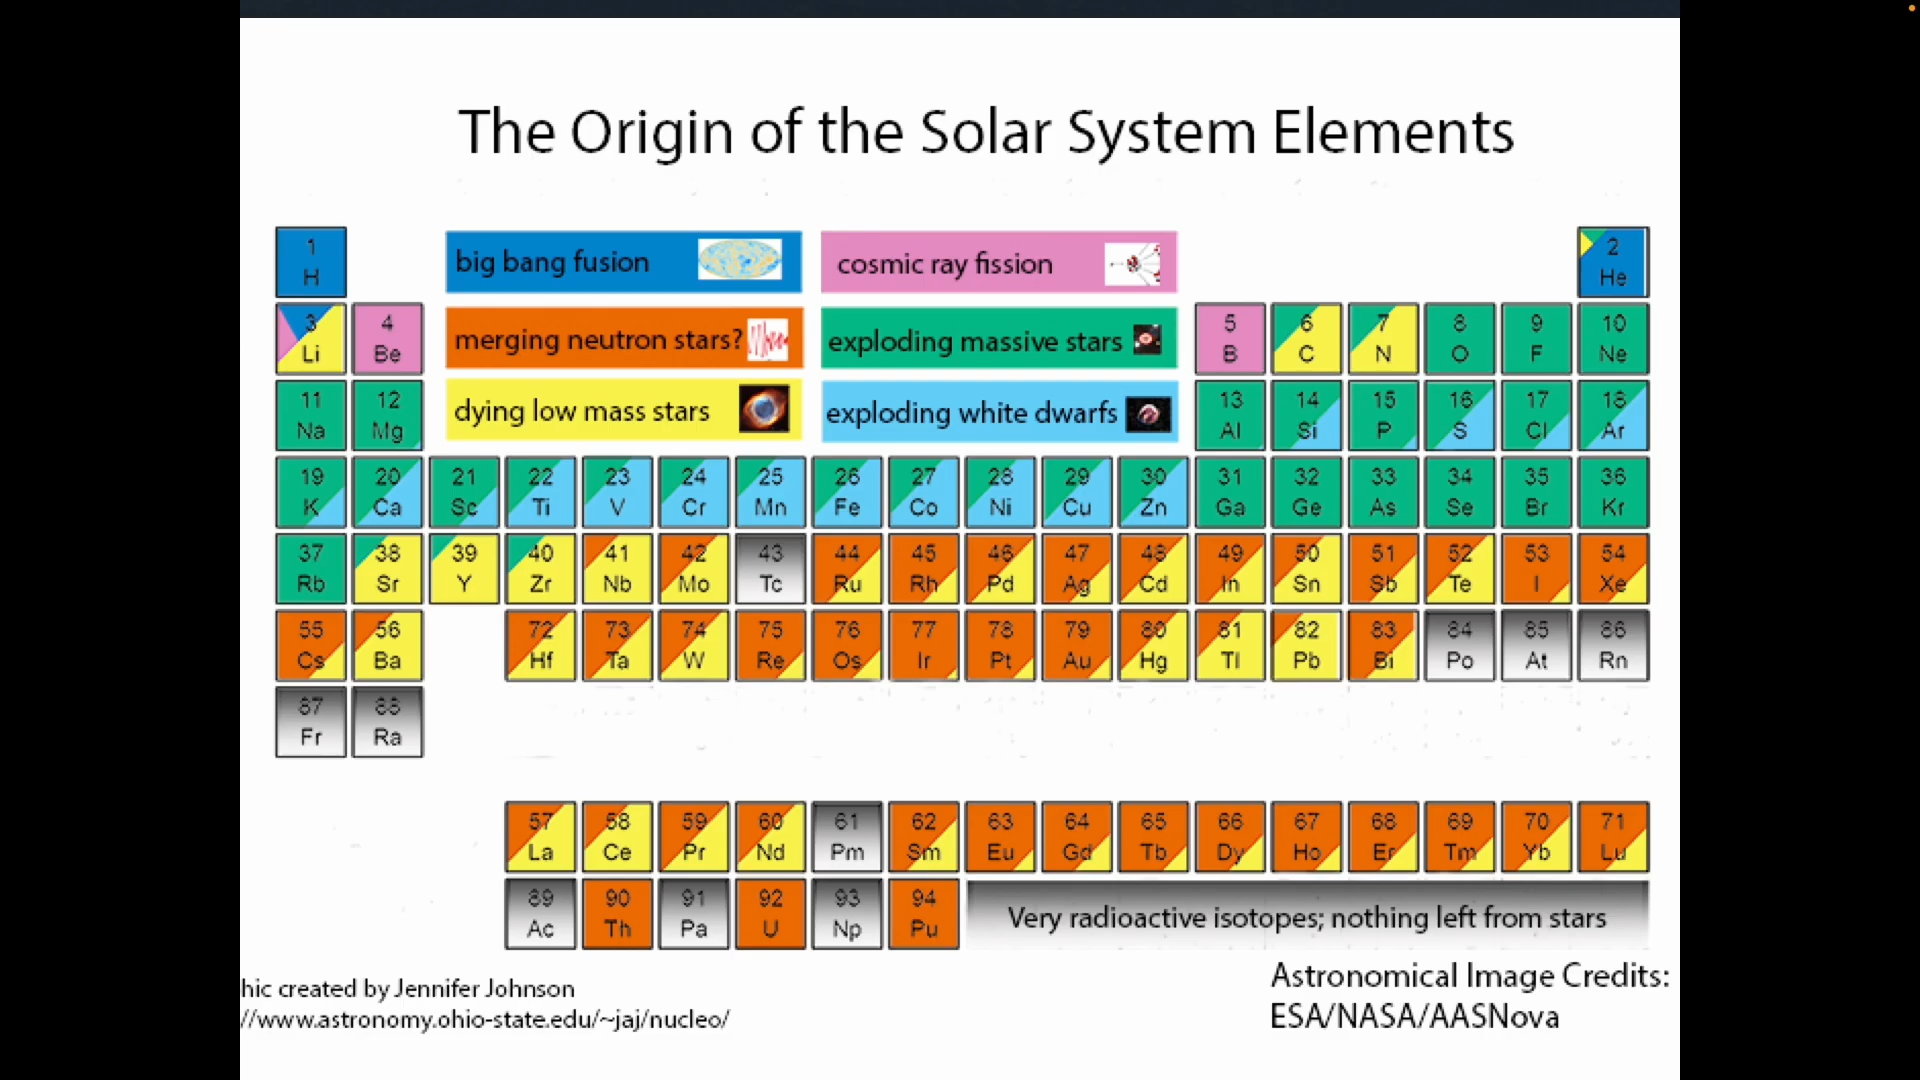 The Origin of the Solar System Elements
1 H
big bang fusion
cosmic ray fission
2 He
3 Li
4 Be
merging neutron stars?
exploding massive stars
5 B
6 C
7 N
8 O
9 F
10 Ne
11 Na
12 Mg
dying low mass stars
exploding white dwarfs
13 Al
14 Si
15 P
16 S
17 Cl
18 Ar
19 K
20 Ca
21 Sc
22 Ti
23 V
24 Cr
25 Mn
26 Fe
27 Co
28 Ni
29 Cu
30 Zn
31 Ga
32 Ge
33 As
34 Se
35 Br
36 Kr
37 Rb
38 Sr
39 Y
40 Zr
41 Nb
42 Mo
43 Tc
44 Ru
45 Rh
46 Pd
47 Ag
48 Cd
49 In
50 Sn
51 Sb
52 Te
53 I
54 Xe
55 Cs
56 Ba
72 Hf
73 Ta
74 W
75 Re
76 Os
77 Ir
78 Pt
79 Au
80 Hg
81 Tl
82 Pb
83 Bi
84 Po
85 At
86 Rn
87 Fr
88 Ra
57 La
58 Ce
59 Pr
60 Nd
61 Pm
62 Sm
63 Eu
64 Gd
65 Tb
66 Dy
67 Ho
68 Er
69 Tm
70 Yb
71 Lu
89 Ac
90 Th
91 Pa
92 U
93 Np
94 Pu
Very radioactive isotopes; nothing left from stars
hic created by Jennifer Johnson
//www.astronomy.ohio-state.edu/~jaj/nucleo/
Astronomical Image Credits:
ESA/NASA/AASNova